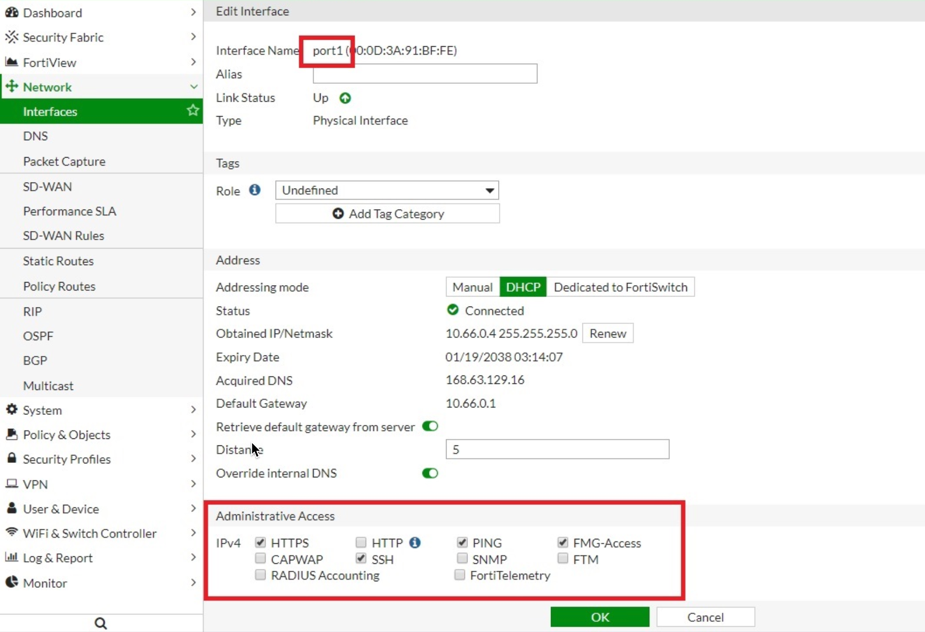 Dashboard
Security Fabric
FortiView
Network
Interfaces
DNS
Packet Capture
SD-WAN
Performance SLA
SD-WAN Rules
Static Routes
Policy Routes
RIP
OSPF
BGP
Multicast
System
Policy & Objects
Security Profiles
VPN
User & Device
WiFi & Switch Controller
Log & Report
Monitor
Edit Interface
Interface Name port1 (00:0D:3A:91:BF:FE)
Alias
Link Status Up
Type Physical Interface
Tags
Role Undefined
Add Tag Category
Address
Addressing mode Manual DHCP Dedicated to FortiSwitch
Status Connected
Obtained IP/Netmask 10.66.0.4 255.255.255.0 Renew
Expiry Date 01/19/2038 03:14:07
Acquired DNS 168.63.129.16
Default Gateway 10.66.0.1
Retrieve default gateway from server
Distance 5
Override internal DNS
Administrative Access
IPv4 HTTPS HTTP PING FMG-Access
CAPWAP SSH SNMP FTM
RADIUS Accounting FortiTelemetry
OK Cancel